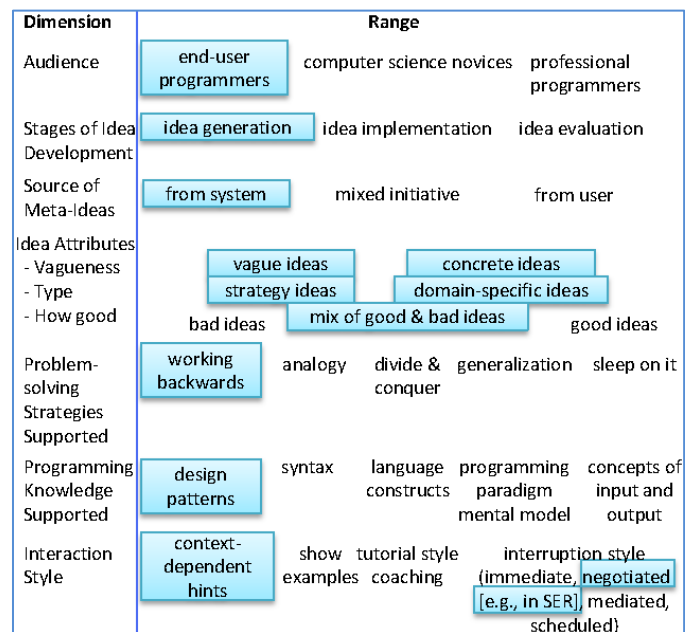 Dimension Range
Audience end-user programmers computer science novices professional programmers
Stages of Idea Development idea generation idea implementation idea evaluation
Source of Meta-Ideas from system mixed initiative from user
Idea Attributes
- Vagueness vague ideas concrete ideas
- Type strategy ideas domain-specific ideas
- How good bad ideas mix of good & bad ideas good ideas
Problem-solving Strategies Supported working backwards analogy divide & conquer generalization sleep on it
Programming Knowledge Supported design patterns syntax language constructs programming paradigm mental model concepts of input and output
Interaction Style context-dependent hints show examples tutorial style coaching interruption style (immediate, negotiated [e.g., in SER], mediated, scheduled)